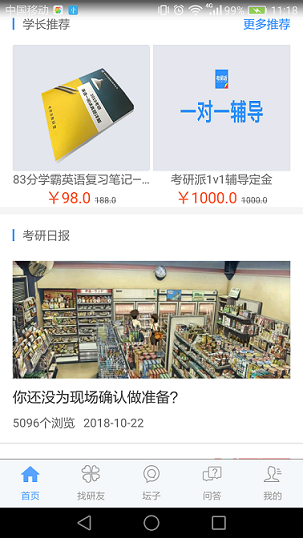 中国移动 4G 99% 11:18
学长推荐 更多推荐
考研派
一对一辅导
83分学霸英语复习笔记一... 考研派1v1辅导定金
￥98.0 188.0 ￥1000.0 1000.0
考研日报
你还没为现场确认做准备?
5096个浏览 2018-10-22
首页 找研友 坛子 问答 我的